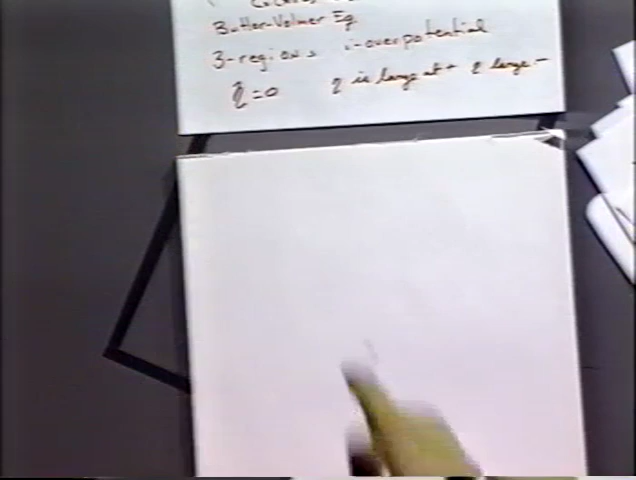 Butler-Volmer Eq.
3-regions i-overpotential
η=0 η is large + η large -